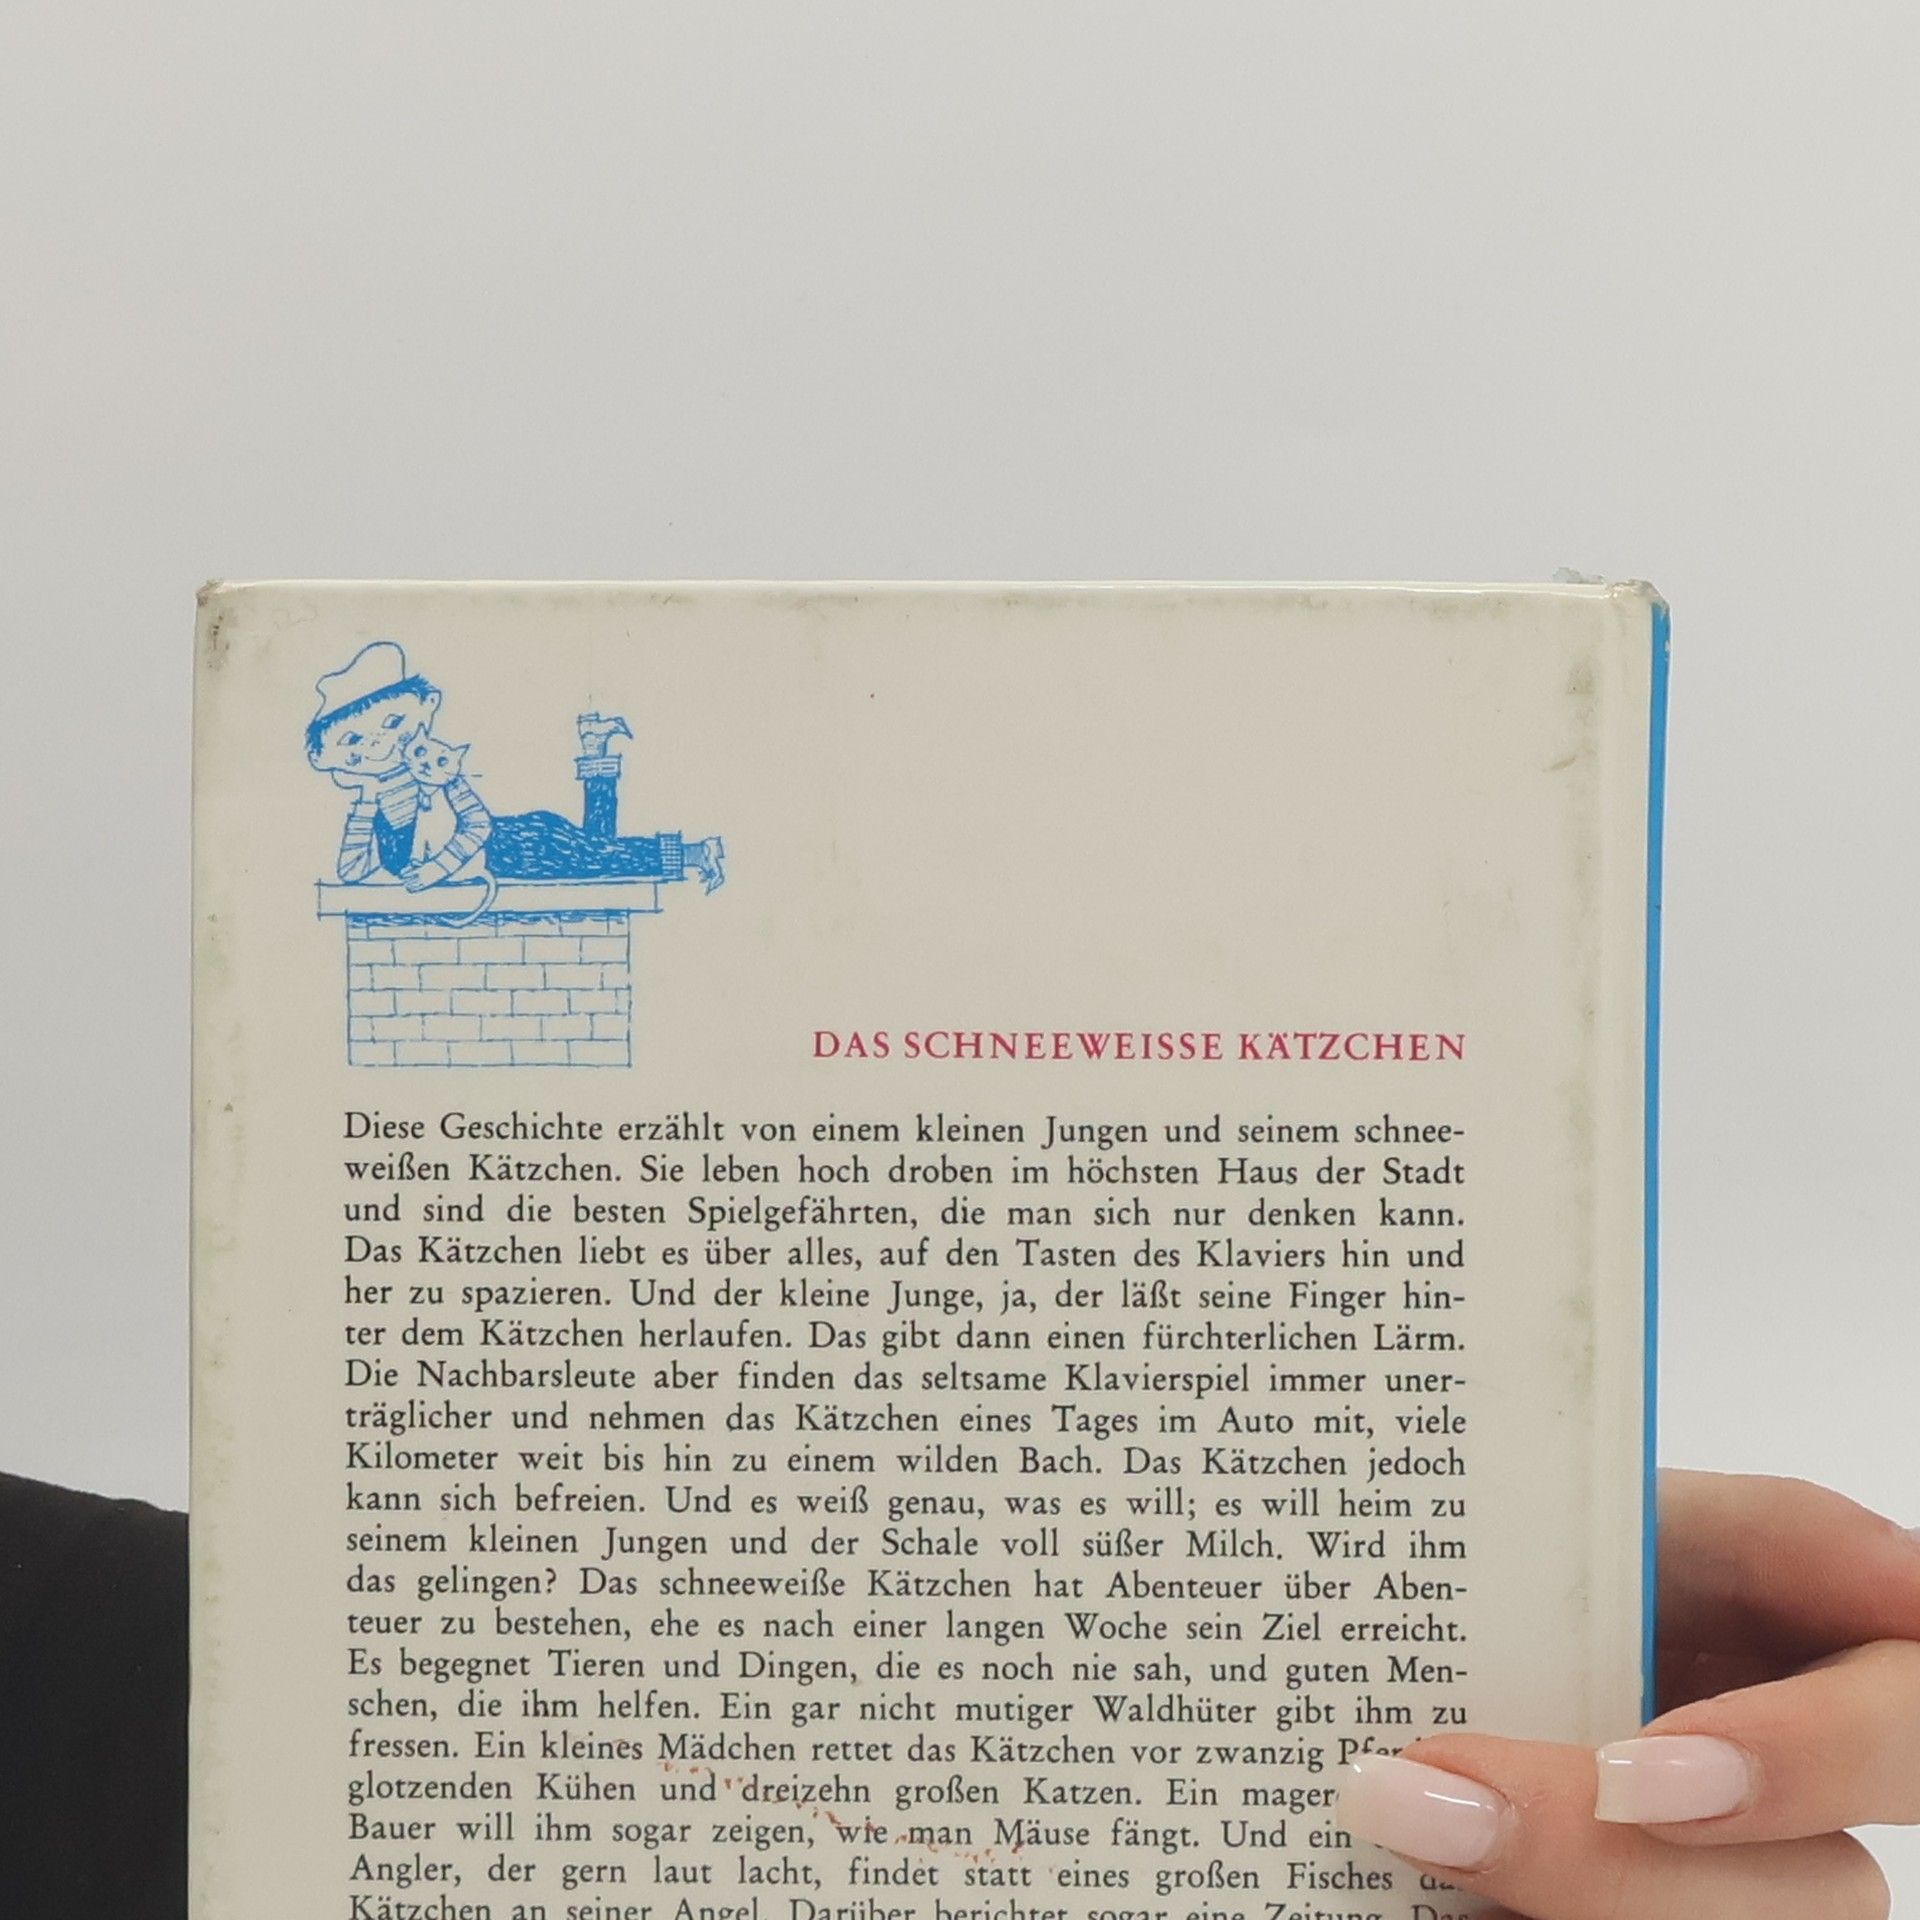 DAS SCHNEEWEISSE KÄTZCHEN
Diese Geschichte erzählt von einem kleinen Jungen und seinem schnee-
weißen Kätzchen. Sie leben hoch droben im höchsten Haus der Stadt
und sind die besten Spielgefährten, die man sich nur denken kann.
Das Kätzchen liebt es über alles, auf den Tasten des Klaviers hin und
her zu spazieren. Und der kleine Junge, ja, der läßt seine Finger hin-
ter dem Kätzchen herlaufen. Das gibt dann einen fürchterlichen Lärm.
Die Nachbarsleute aber finden das seltsame Klavierspiel immer uner-
träglicher und nehmen das Kätzchen eines Tages im Auto mit, viele
Kilometer weit bis hin zu einem wilden Bach. Das Kätzchen jedoch
kann sich befreien. Und es weiß genau, was es will; es will heim zu
seinem kleinen Jungen und der Schale voll süßer Milch. Wird ihm
das gelingen? Das schneeweiße Kätzchen hat Abenteuer über Aben-
teuer zu bestehen, ehe es nach einer langen Woche sein Ziel erreicht.
Es begegnet Tieren und Dingen, die es noch nie sah, und guten Men-
schen, die ihm helfen. Ein gar nicht mutiger Waldhüter gibt ihm zu
fressen. Ein kleines Mädchen rettet das Kätzchen vor zwanzig
glotzenden Kühen und dreizehn großen Katzen. Ein
Bauer will ihm sogar zeigen, wie man Mäuse fängt. Und ein
Angler, der gern laut lacht, findet statt eines großen Fisches
Kätzchen an seiner Angel. Darüber berichtet sogar eine Zeitung. Das